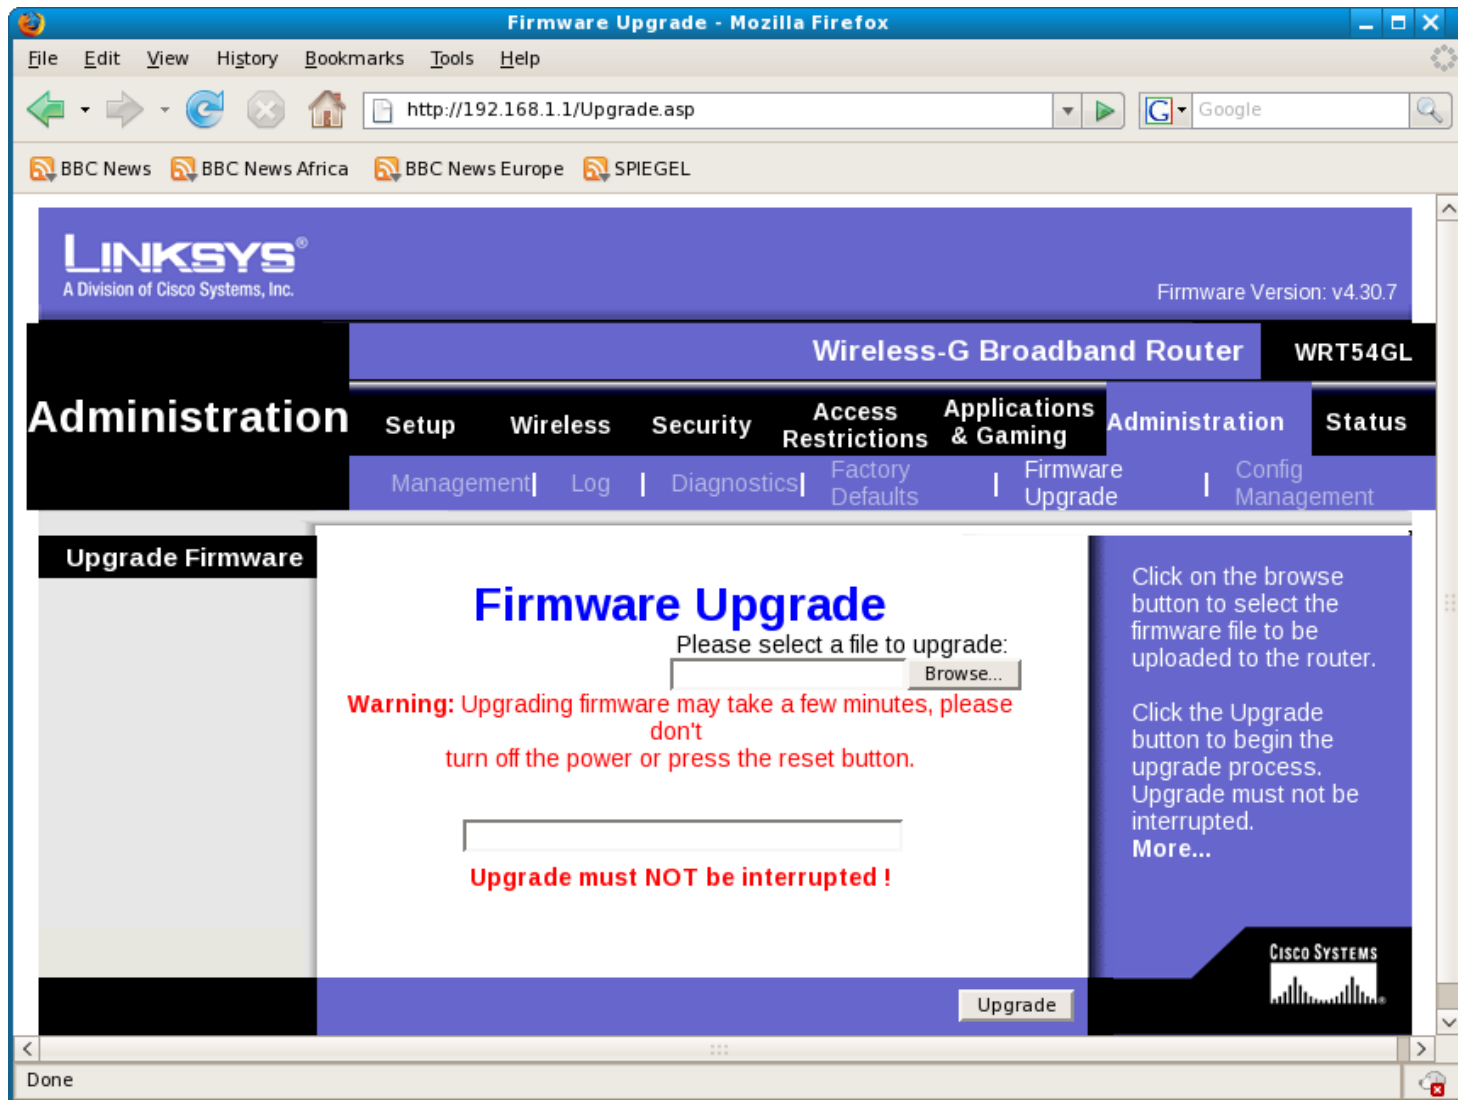 Firmware Upgrade - Mozilla Firefox
File Edit View History Bookmarks Tools Help
http://192.168.1.1/Upgrade.asp
G
Google
BBC News BBC News Africa BBC News Europe SPIEGEL
LINKSYS®
A Division of Cisco Systems, Inc.
Firmware Version: v4.30.7
Wireless-G Broadband Router WRT54GL
Administration
Setup Wireless Security Access Restrictions Applications & Gaming Administration Status
Management | Log | Diagnostics | Factory Defaults | Firmware Upgrade | Config Management
Upgrade Firmware
Firmware Upgrade
Please select a file to upgrade:
Browse...
Warning: Upgrading firmware may take a few minutes, please
don't
turn off the power or press the reset button.
Upgrade must NOT be interrupted !
Click on the browse
button to select the
firmware file to be
uploaded to the router.
Click the Upgrade
button to begin the
upgrade process.
Upgrade must not be
interrupted.
More...
CISCO SYSTEMS
®
Upgrade
Done